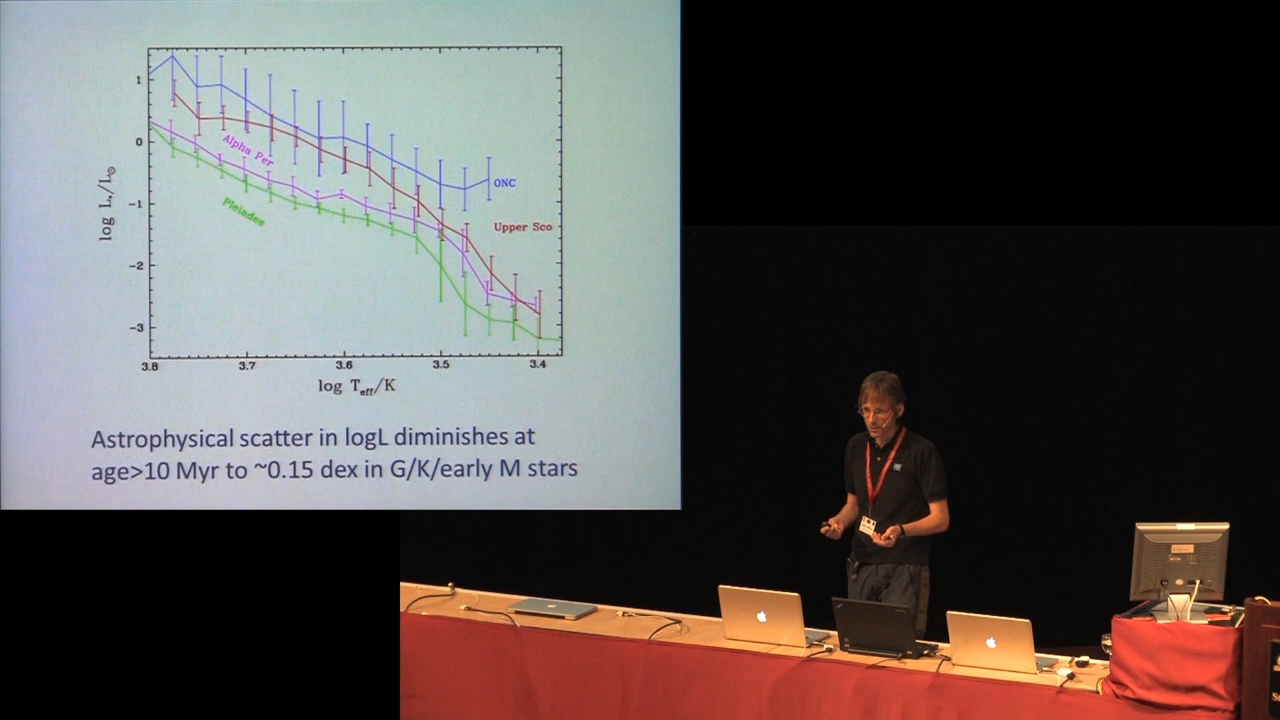 1
0
−1
−2
−3
log L*/L☉
Alpha Per
Pleiades
ONC
Upper Sco
3.8 3.7 3.6 3.5 3.4
log Teff/K
Astrophysical scatter in logL diminishes at
age>10 Myr to ~0.15 dex in G/K/early M stars